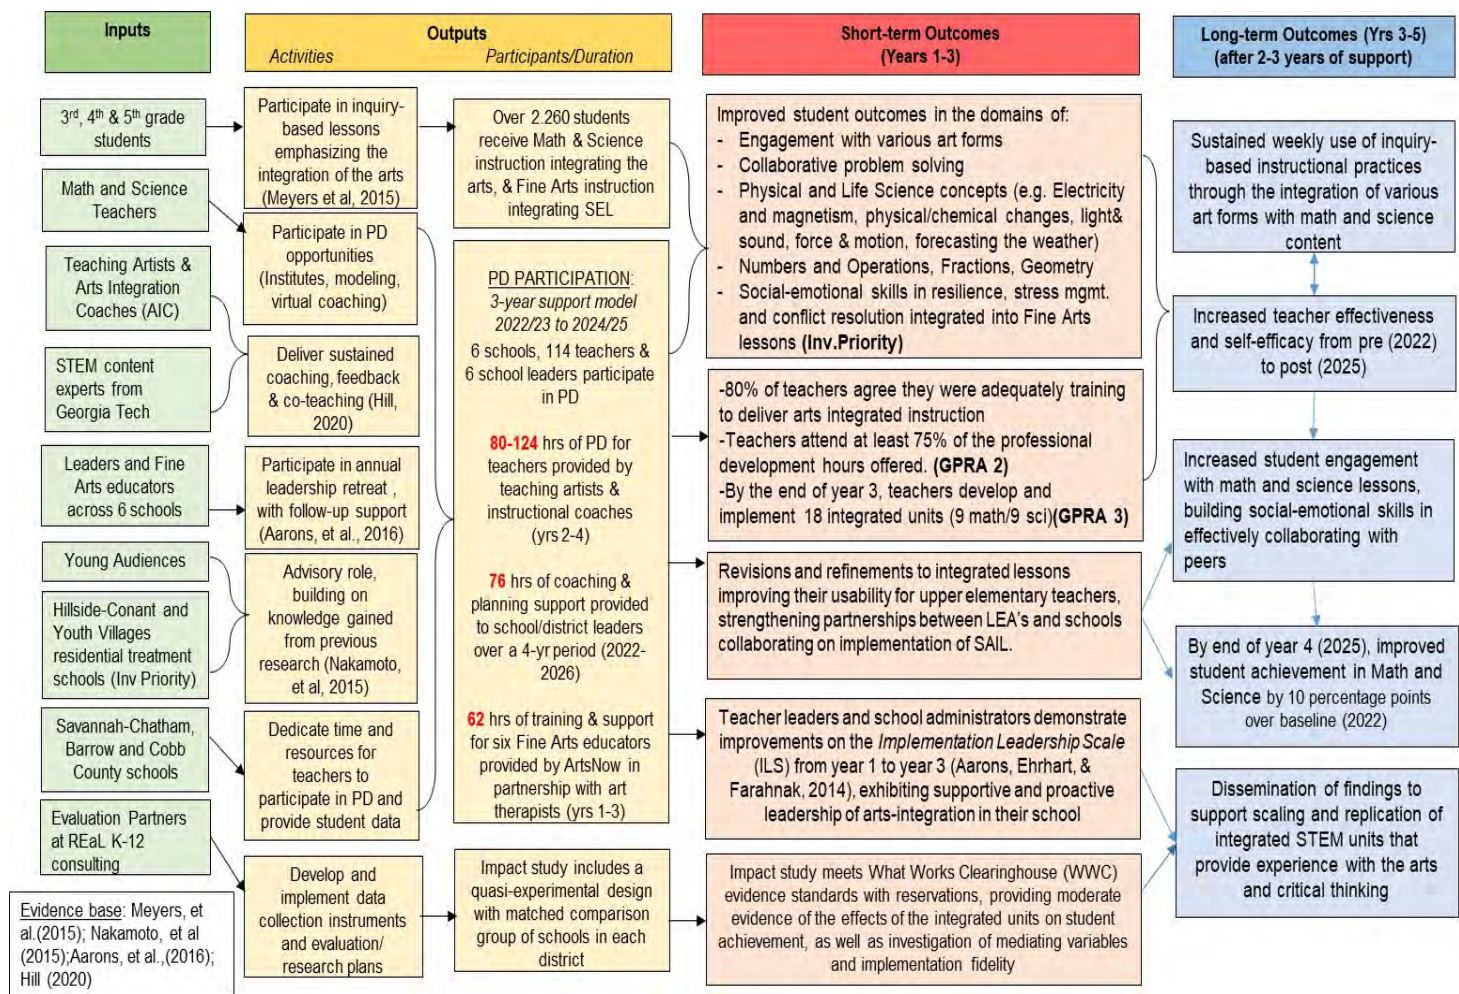 Inputs
Outputs
Activities
Participants/Duration
Short-term Outcomes
(Years 1-3)
Long-term Outcomes (Yrs 3-5)
(after 2-3 years of support)
3rd, 4th & 5th grade
students
Math and Science
Teachers
Teaching Artists &
Arts Integration
Coaches (AIC)
STEM content
experts from
Georgia Tech
Leaders and Fine
Arts educators
across 6 schools
Young Audiences
Hillside-Conant and
Youth Villages
residential treatment
schools (Inv Priority)
Savannah-Chatham,
Barrow and Cobb
County schools
Evaluation Partners
at REaL K-12
consulting
Evidence base: Meyers, et
al.(2015); Nakamoto, et al
(2015);Aarons, et al.,(2016);
Hill (2020)
Participate in inquiry-
based lessons
emphasizing the
integration of the arts
(Meyers et al, 2015)
Participate in PD
opportunities
(Institutes, modeling,
virtual coaching)
Deliver sustained
coaching, feedback
& co-teaching (Hill,
2020)
Participate in annual
leadership retreat ,
with follow-up support
(Aarons, et al., 2016)
Advisory role,
building on
knowledge gained
from previous
research (Nakamoto,
et al, 2015)
Dedicate time and
resources for
teachers to
participate in PD and
provide student data
Develop and
implement data
collection instruments
and evaluation/
research plans
Over 2.260 students
receive Math & Science
instruction integrating the
arts, & Fine Arts instruction
integrating SEL
PD PARTICIPATION:
3-year support model
2022/23 to 2024/25
6 schools, 114 teachers &
6 school leaders participate
in PD
80-124 hrs of PD for
teachers provided by
teaching artists &
instructional coaches
(yrs 2-4)
76 hrs of coaching &
planning support provided
to school/district leaders
over a 4-yr period (2022-
2026)
62 hrs of training & support
for six Fine Arts educators
provided by ArtsNow in
partnership with art
therapists (yrs 1-3)
Impact study includes a
quasi-experimental design
with matched comparison
group of schools in each
district
Improved student outcomes in the domains of:
- Engagement with various art forms
- Collaborative problem solving
- Physical and Life Science concepts (e.g. Electricity
and magnetism, physical/chemical changes, light&
sound, force & motion, forecasting the weather)
- Numbers and Operations, Fractions, Geometry
- Social-emotional skills in resilience, stress mgmt.
and conflict resolution integrated into Fine Arts
lessons (Inv.Priority)
-80% of teachers agree they were adequately training
to deliver arts integrated instruction
-Teachers attend at least 75% of the professional
development hours offered. (GPRA 2)
-By the end of year 3, teachers develop and
implement 18 integrated units (9 math/9 sci)(GPRA 3)
Revisions and refinements to integrated lessons
improving their usability for upper elementary teachers,
strengthening partnerships between LEA's and schools
collaborating on implementation of SAIL.
Teacher leaders and school administrators demonstrate
improvements on the Implementation Leadership Scale
(ILS) from year 1 to year 3 (Aarons, Ehrhart, &
Farahnak, 2014), exhibiting supportive and proactive
leadership of arts-integration in their school
Impact study meets What Works Clearinghouse (WWC)
evidence standards with reservations, providing moderate
evidence of the effects of the integrated units on student
achievement, as well as investigation of mediating variables
and implementation fidelity
Sustained weekly use of inquiry-
based instructional practices
through the integration of various
art forms with math and science
content
Increased teacher effectiveness
and self-efficacy from pre (2022)
to post (2025)
Increased student engagement
with math and science lessons,
building social-emotional skills in
effectively collaborating with
peers
By end of year 4 (2025), improved
student achievement in Math and
Science by 10 percentage points
over baseline (2022)
Dissemination of findings to
support scaling and replication of
integrated STEM units that
provide experience with the arts
and critical thinking